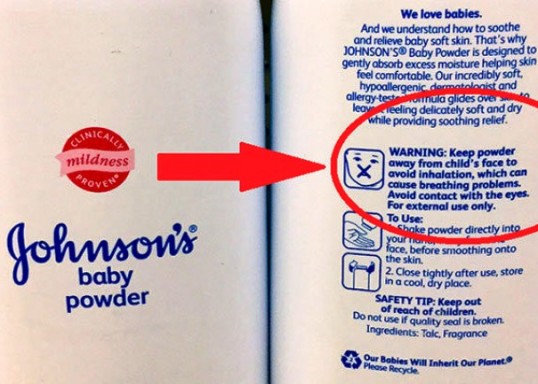 CLINICALLY
mildness
PROVEN
Johnson's®
baby
powder
We love babies.
And we understand how to soothe
and relieve baby soft skin. That's why
JOHNSON'S® Baby Powder is designed to
gently absorb excess moisture helping skin
feel comfortable. Our incredibly soft,
hypoallergenic, dermatologist and
allergy-tested formula glides over skin to
leave feeling delicately soft and dry
while providing soothing relief.
WARNING: Keep powder
away from child's face to
avoid inhalation, which can
cause breathing problems.
Avoid contact with the eyes.
For external use only.
To Use:
Shake powder directly into
your
face, before smoothing onto
the skin.
2. Close tightly after use, store
in a cool, dry place.
SAFETY TIP: Keep out
of reach of children.
Do not use if quality seal is broken.
Ingredients: Talc, Fragrance
Our Babies Will Inherit Our Planet.®
Please Recycle.